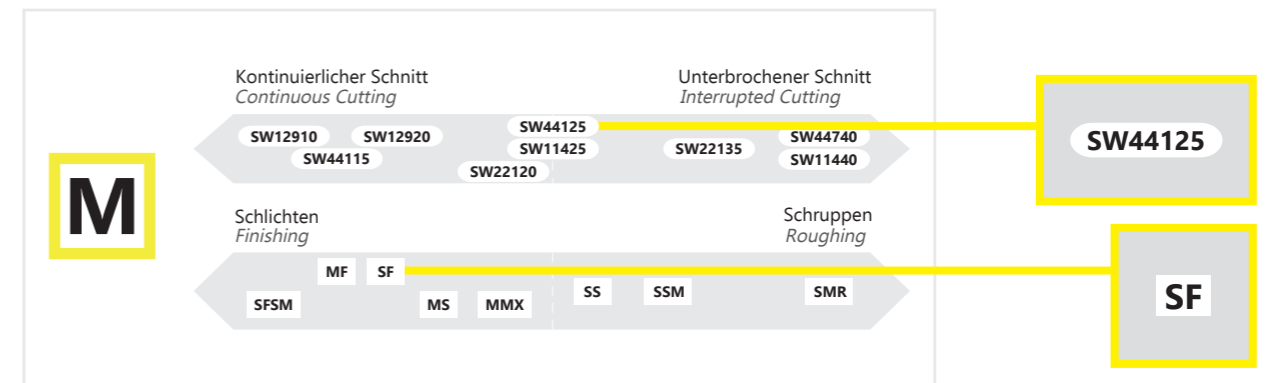 Kontinuierlicher Schnitt
Continuous Cutting
Unterbrochener Schnitt
Interrupted Cutting
SW12910
SW12920
SW44115
SW44125
SW11425
SW22120
SW22135
SW44740
SW11440
SW44125
M
Schlichten
Finishing
Schruppen
Roughing
MF
SF
SFSM
MS
MMX
SS
SSM
SMR
SF